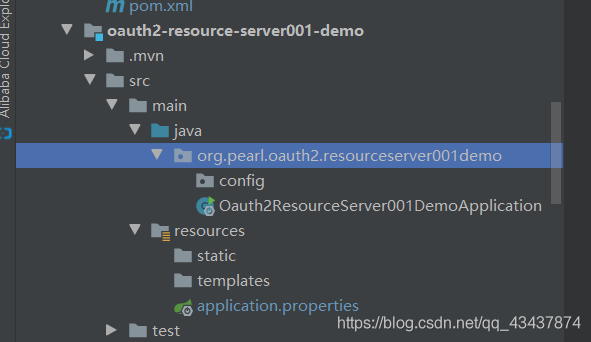 pom.xml
oauth2-resource-server001-demo
.mvn
src
main
java
org.pearl.oauth2.resourceserver001demo
config
Oauth2ResourceServer001DemoApplication
resources
static
templates
application.properties
test
Alibaba Cloud Explo
https://blog.csdn.net/qq_43437874